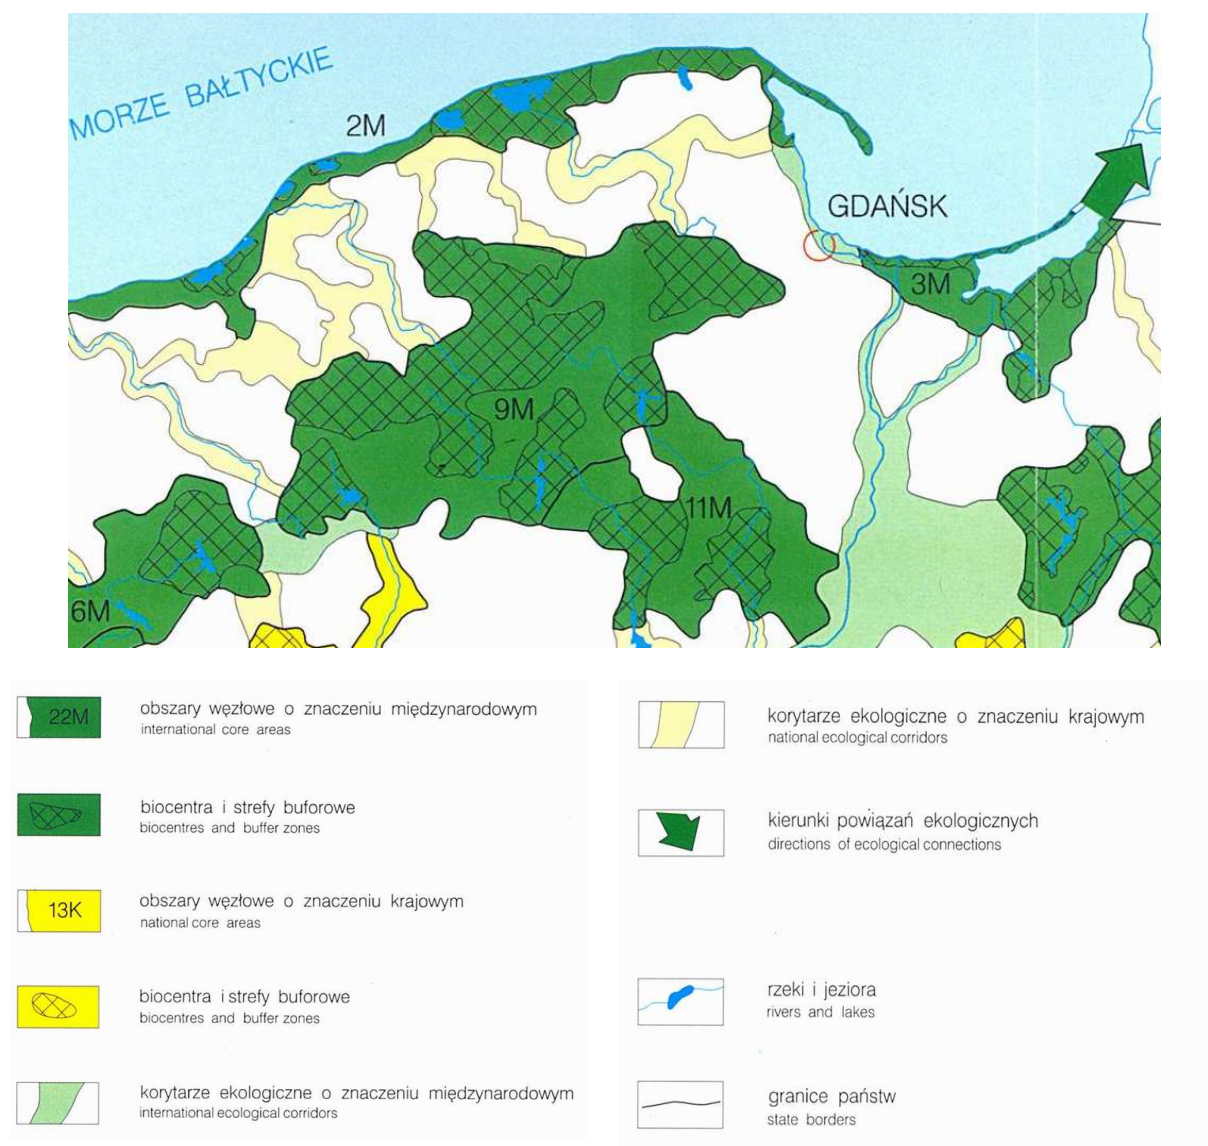 MORZE BAŁTYCKIE
2M
GDAŃSK
3M
9M
11M
6M
22M
obszary węzłowe o znaczeniu międzynarodowym
international core areas
biocentra i strefy buforowe
biocentres and buffer zones
13K
obszary węzłowe o znaczeniu krajowym
national core areas
biocentra i strefy buforowe
biocentres and buffer zones
korytarze ekologiczne o znaczeniu międzynarodowym
international ecological corridors
korytarze ekologiczne o znaczeniu krajowym
national ecological corridors
kierunki powiązań ekologicznych
directions of ecological connections
rzeki i jeziora
rivers and lakes
granice państw
state borders